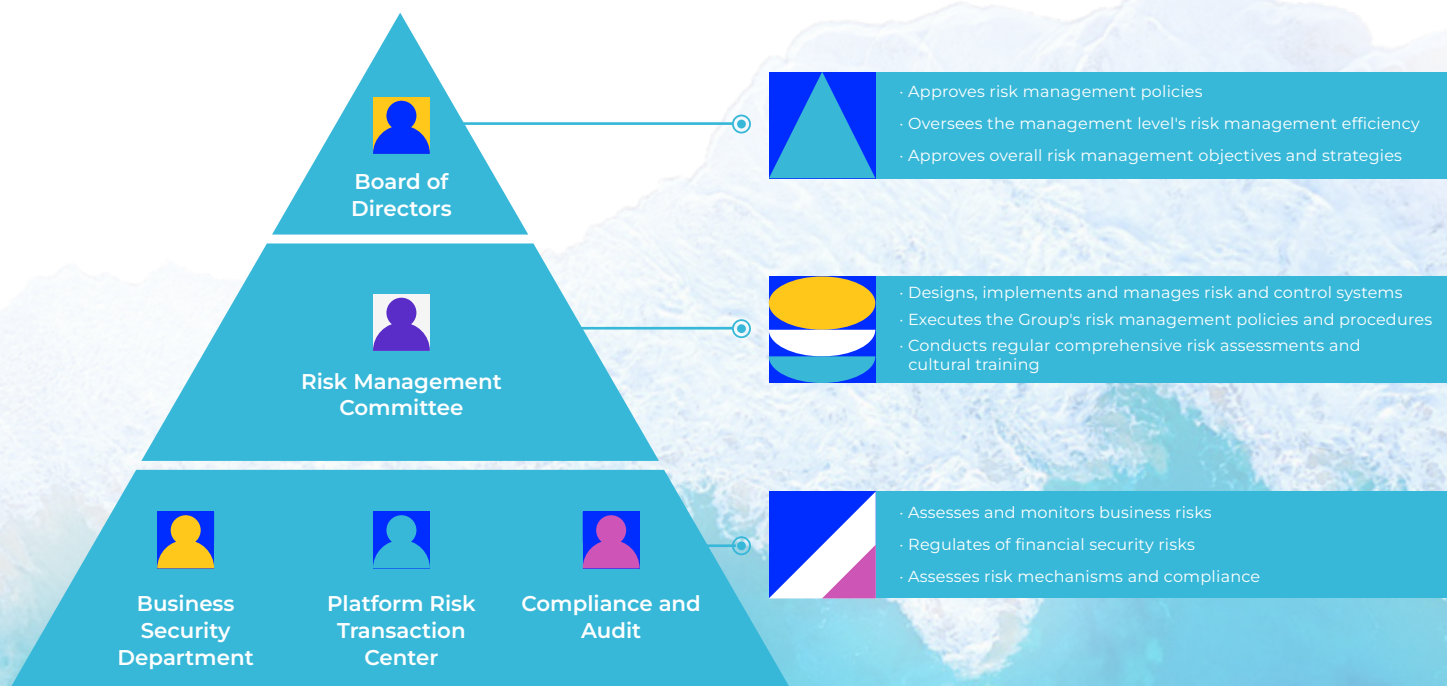 Board of
Directors
· Approves risk management policies
· Oversees the management level's risk management efficiency
· Approves overall risk management objectives and strategies
Risk Management
Committee
· Designs, implements and manages risk and control systems
· Executes the Group's risk management policies and procedures
· Conducts regular comprehensive risk assessments and
cultural training
Business
Security
Department
Platform Risk
Transaction
Center
Compliance and
Audit
· Assesses and monitors business risks
· Regulates of financial security risks
· Assesses risk mechanisms and compliance